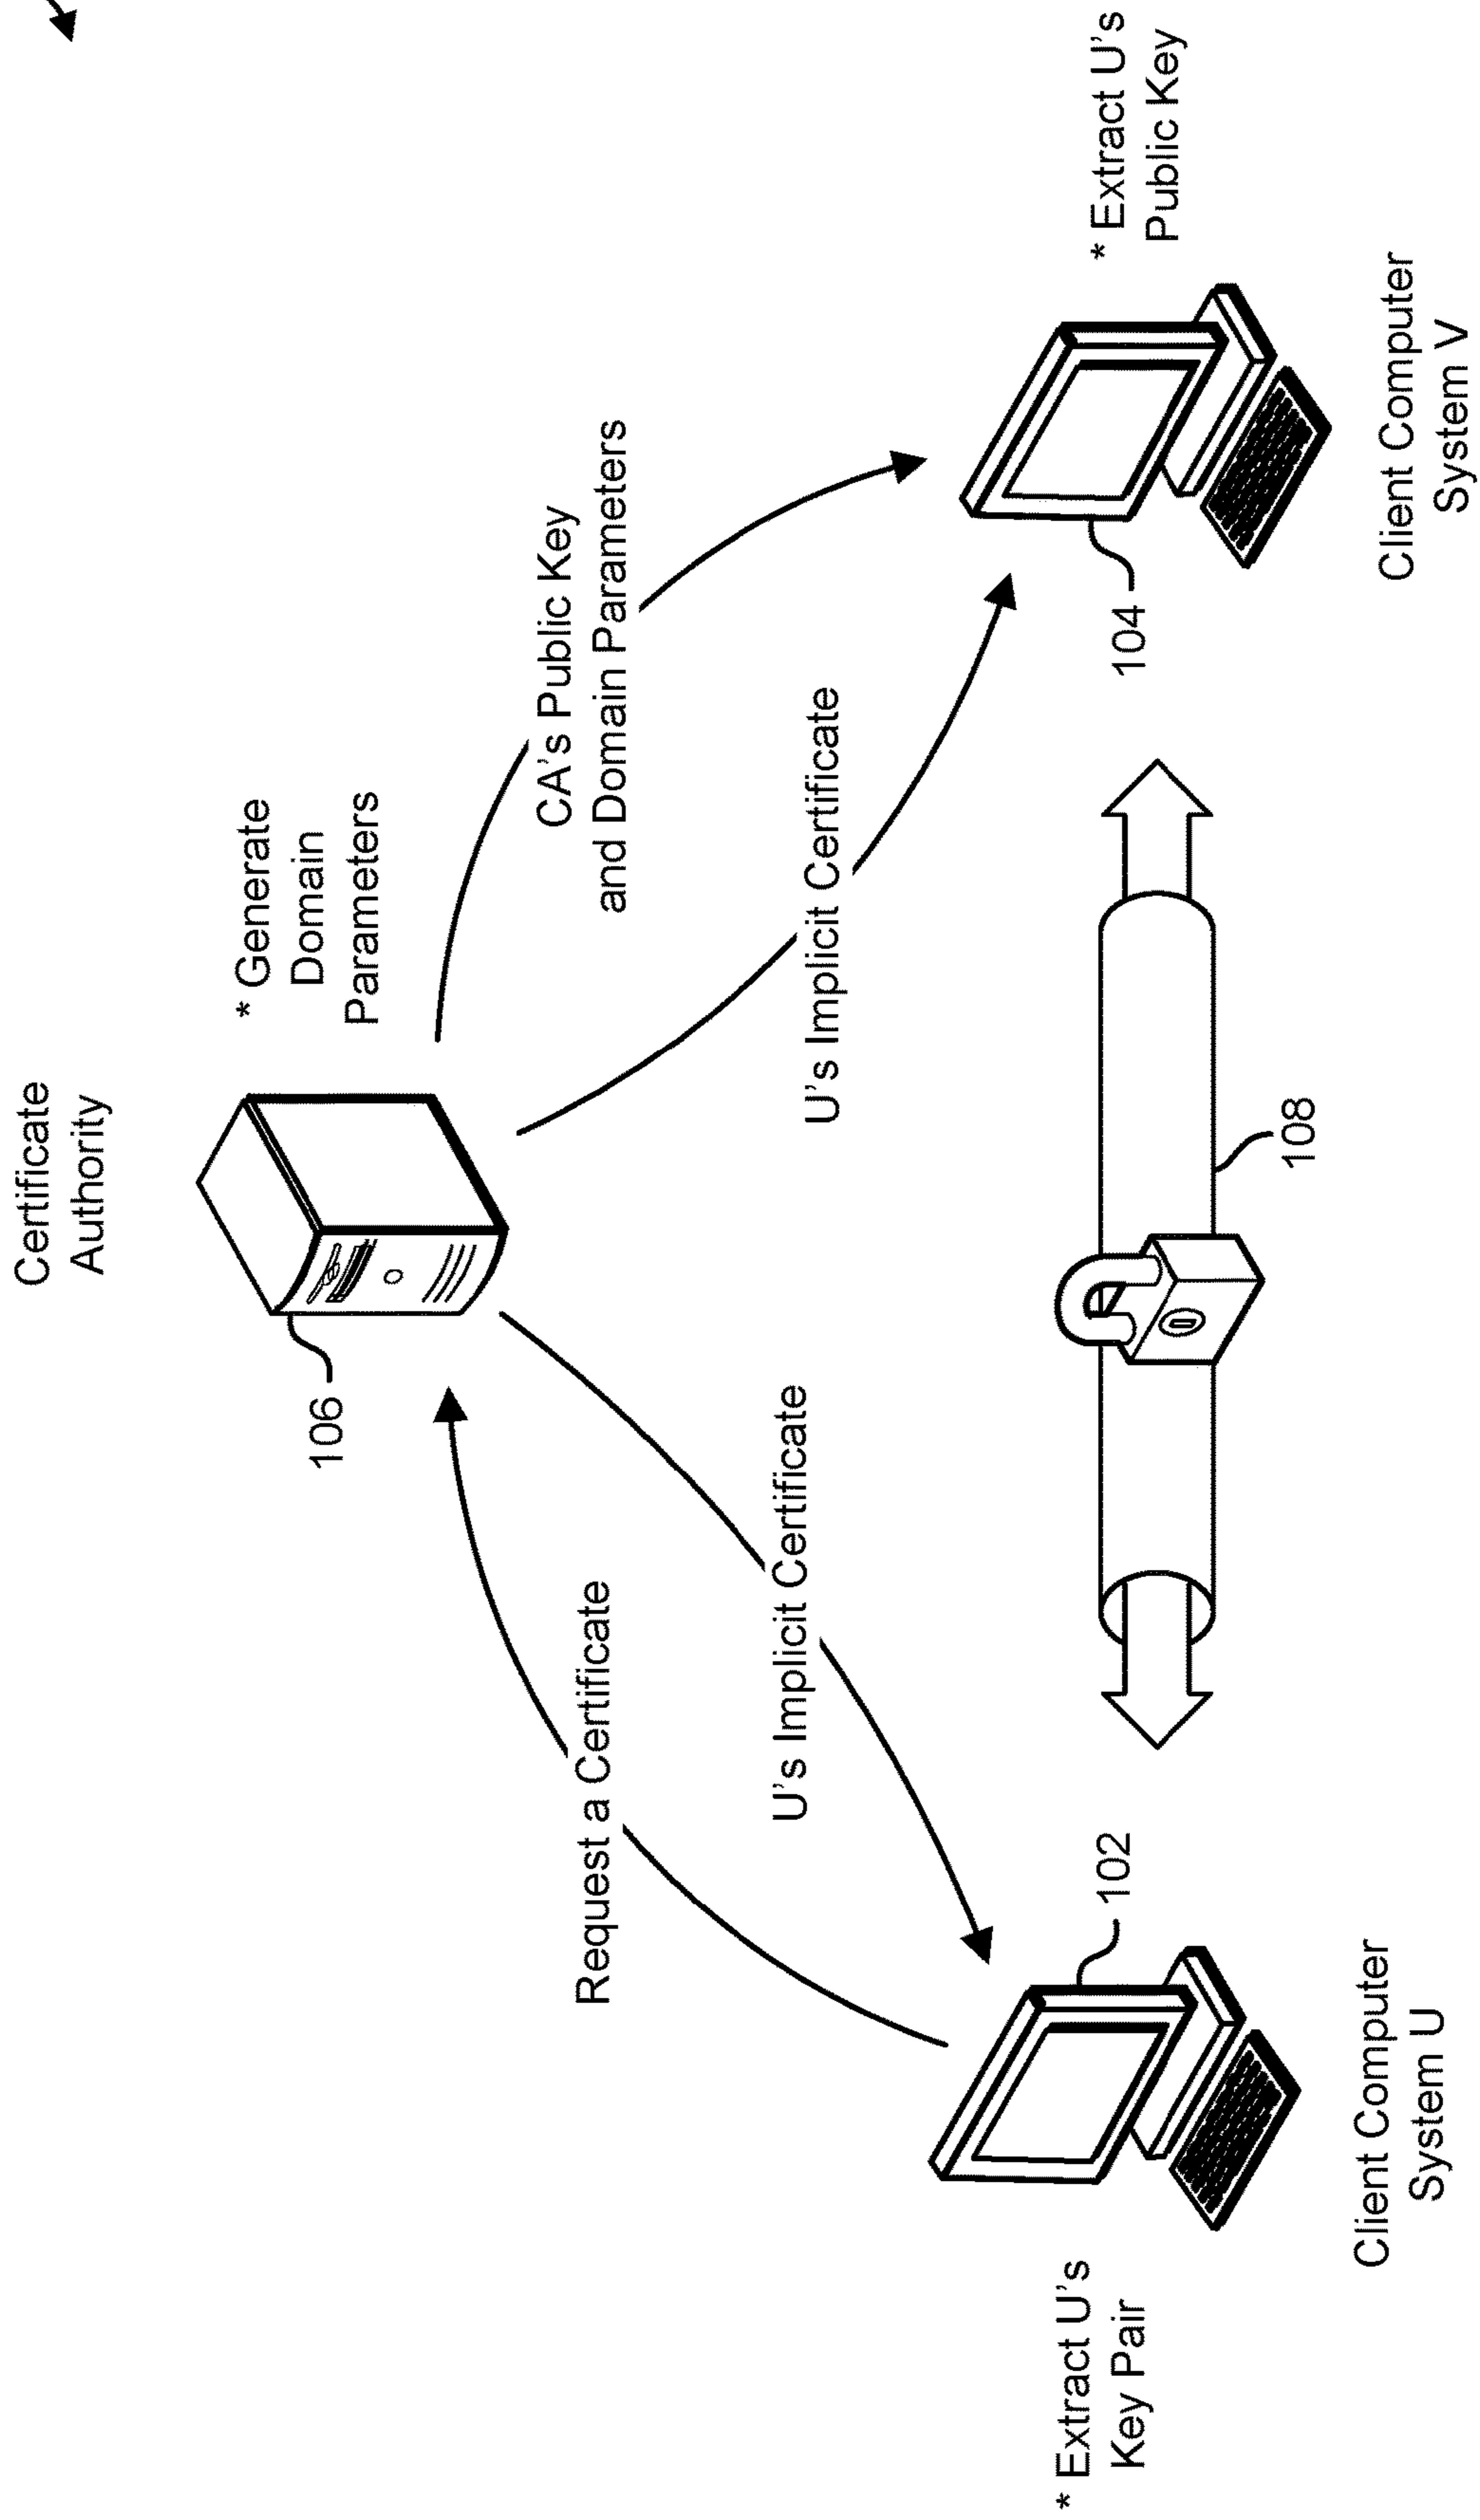 Certificate
Authority
* Generate
Domain
Parameters
106
CA's Public Key
and Domain Parameters
Request a Certificate
U's Implicit Certificate
U's Implicit Certificate
* Extract U's
Key Pair
102
104
* Extract U's
Public Key
108
Client Computer
System U
Client Computer
System V